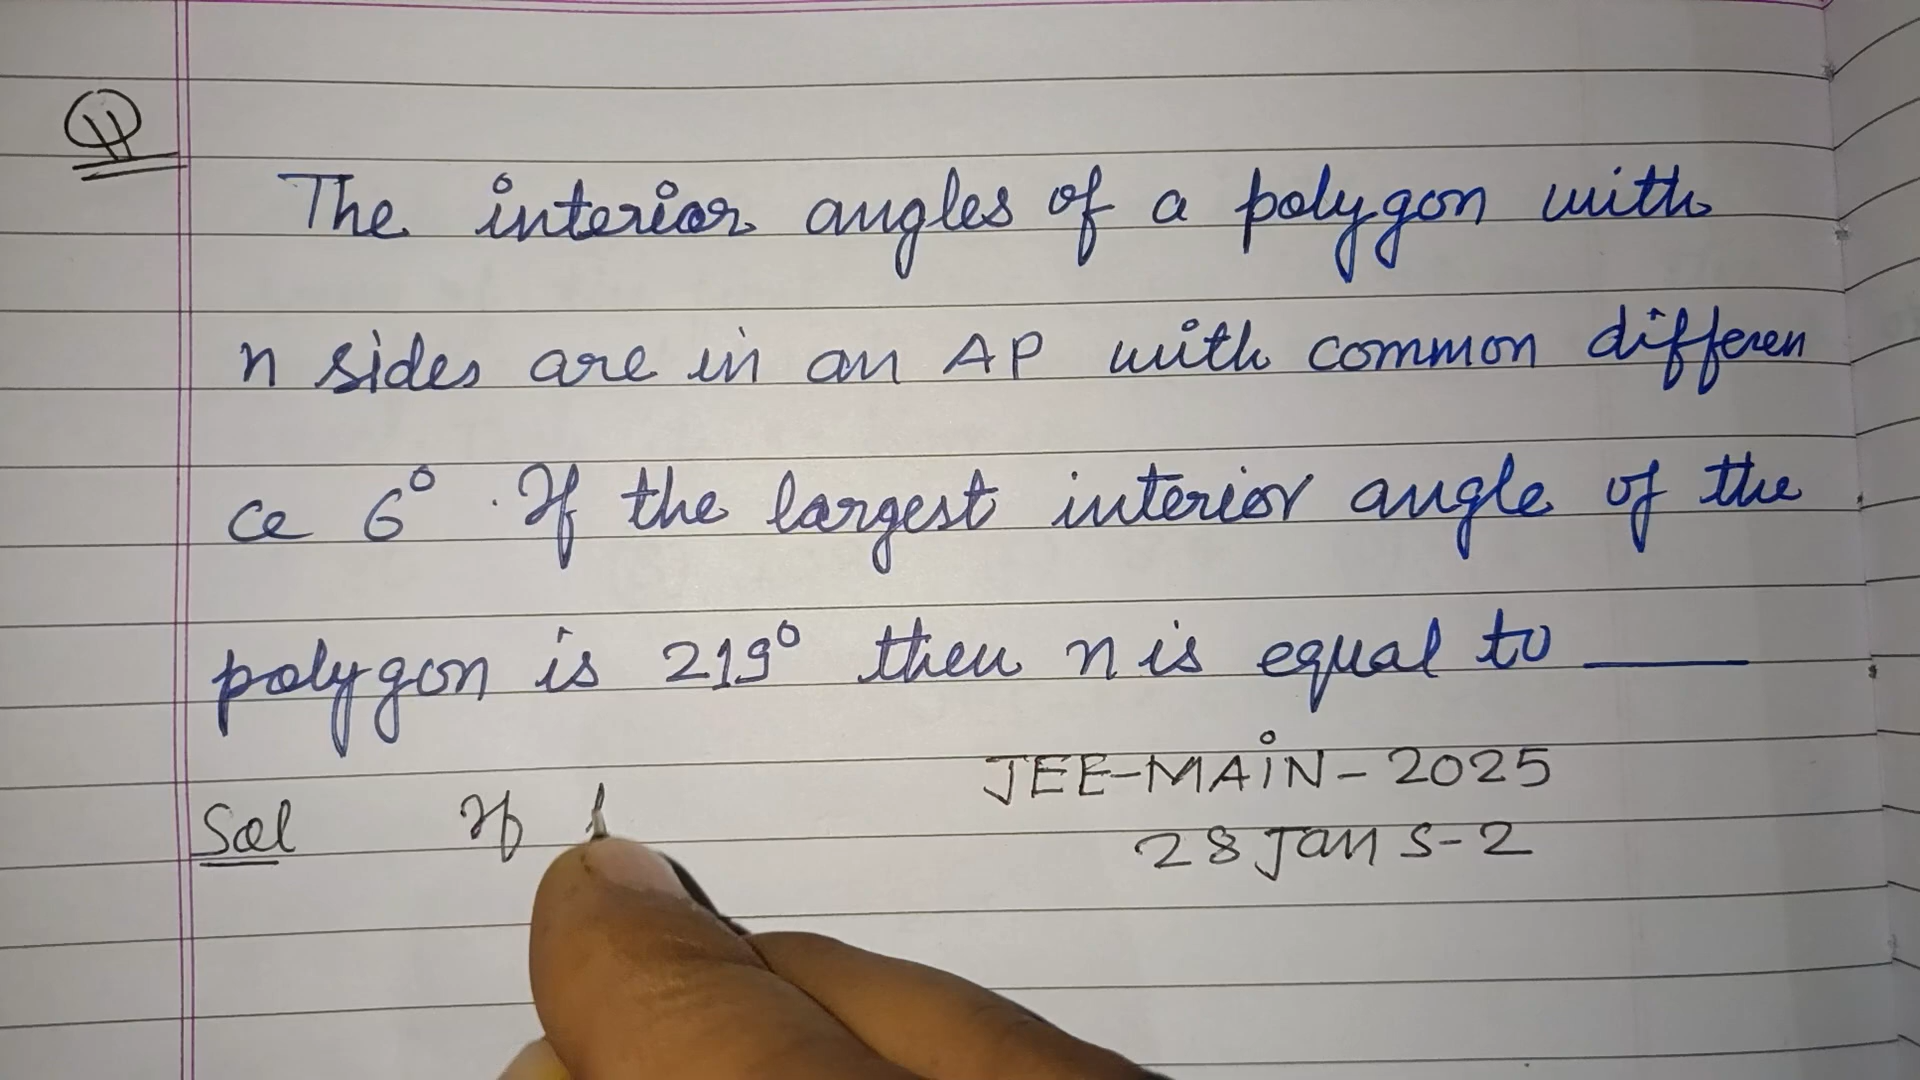 Q
The interior angles of a polygon with
n sides are in an AP with common differen
ce 6° . If the largest interior angle of the
polygon is 219° then n is equal to ____
JEE-MAIN-2025
28 Jan S-2
Sol If